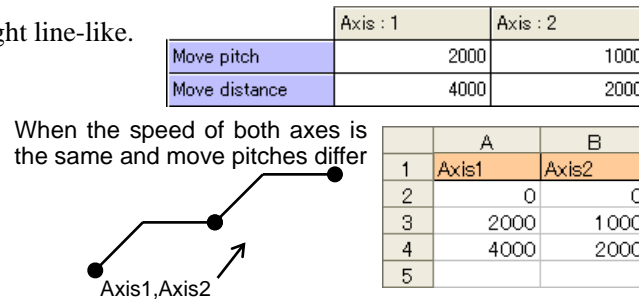 ght line-like.
Axis : 1 Axis : 2
Move pitch 2000 1000
Move distance 4000 2000
When the speed of both axes is
the same and move pitches differ
A B
1 Axis1 Axis2
2 0 0
3 2000 1000
4 4000 2000
5
Axis1,Axis2